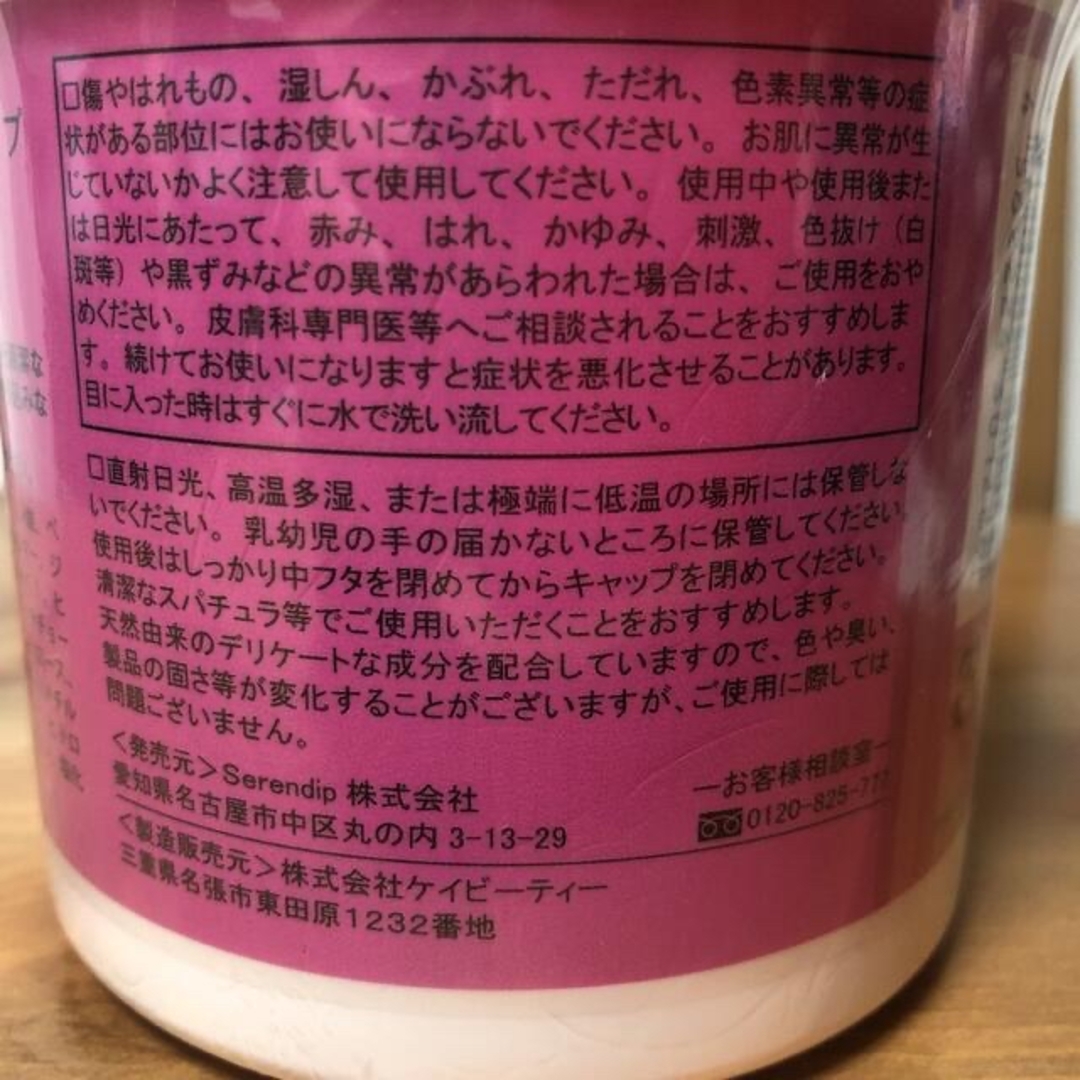 □傷やはれもの、湿しん、かぶれ、ただれ、色素異常等の症
状がある部位にはお使いにならないでください。お肌に異常が生
じていないかよく注意して使用してください。使用中や使用後また
は日光にあたって、赤み、はれ、かゆみ、刺激、色抜け（白
斑等）や黒ずみなどの異常があらわれた場合は、ご使用をおや
めください。皮膚科専門医等へご相談されることをおすすめしま
す。続けてお使いになりますと症状を悪化させることがあります。
目に入った時はすぐに水で洗い流してください。
□直射日光、高温多湿、または極端に低温の場所には保管しな
いでください。乳幼児の手の届かないところに保管してください。
使用後はしっかり中フタを閉めてからキャップを閉めてください。
清潔なスパチュラ等でご使用いただくことをおすすめします。
天然由来のデリケートな成分を配合していますので、色や臭い、
製品の固さ等が変化することがございますが、ご使用に際しては
問題ございません。
＜発売元＞Serendip 株式会社
愛知県名古屋市中区丸の内 3-13-29
―お客様相談室―
0120-825-777
＜製造販売元＞株式会社ケイビーティー
三重県名張市東田原1232番地